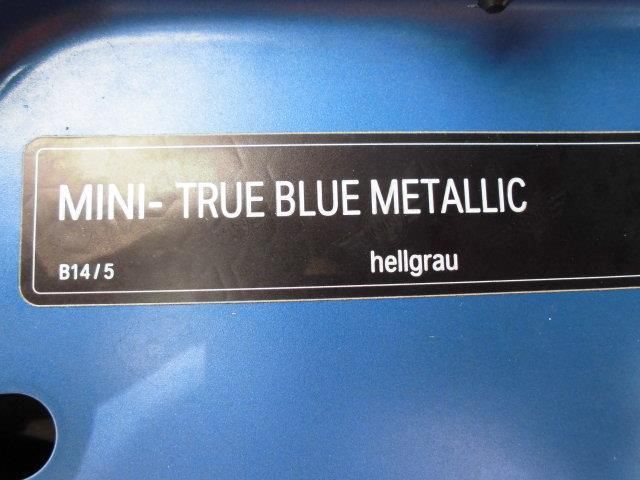 MINI- TRUE BLUE METALLIC
B14/5 hellgrau